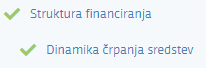 Struktura financiranja
Dinamika črpanja sredstev